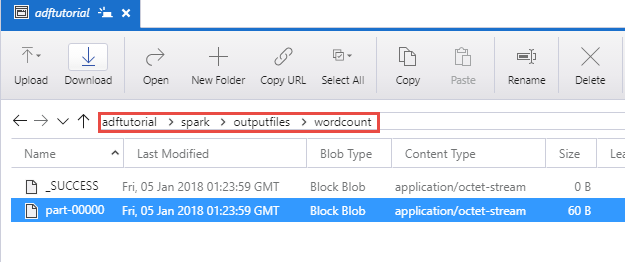 adftutorial
Upload Download Open New Folder Copy URL Select All Copy Paste Rename Delete
adftutorial spark outputfiles wordcount
Name Last Modified Blob Type Content Type Size Lea
_SUCCESS Fri, 05 Jan 2018 01:23:59 GMT Block Blob application/octet-stream 0 B
part-00000 Fri, 05 Jan 2018 01:23:59 GMT Block Blob application/octet-stream 60 B